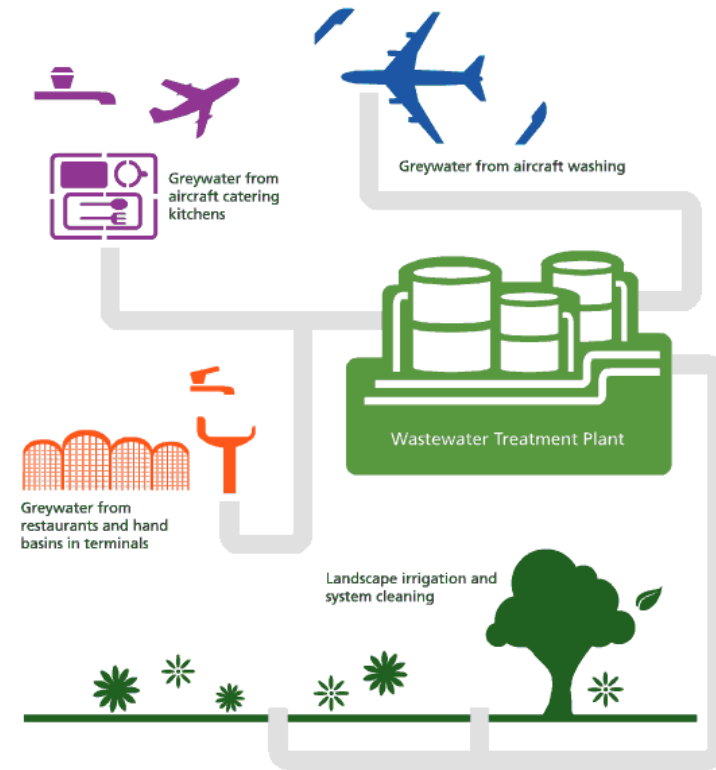 Greywater from aircraft washing
Greywater from
aircraft catering
kitchens
Wastewater Treatment Plant
Greywater from
restaurants and hand
basins in terminals
Landscape irrigation and
system cleaning